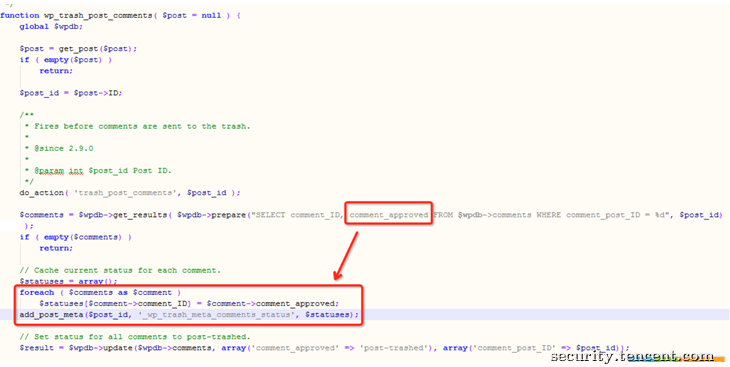 */
function wp_trash_post_comments( $post = null ) {
global $wpdb;
$post = get_post($post);
if ( empty($post) )
return;
$post_id = $post->ID;
/**
* Fires before comments are sent to the trash.
*
* @since 2.9.0
*
* @param int $post_id Post ID.
*/
do_action( 'trash_post_comments', $post_id );
$comments = $wpdb->get_results( $wpdb->prepare("SELECT comment_ID, comment_approved FROM $wpdb->comments WHERE comment_post_ID = %d", $post_id)
);
if ( empty($comments) )
return;
// Cache current status for each comment.
$statuses = array();
foreach ( $comments as $comment )
$statuses[$comment->comment_ID] = $comment->comment_approved;
add_post_meta($post_id, '_wp_trash_meta_comments_status', $statuses);
// Set status for all comments to post-trashed.
$result = $wpdb->update($wpdb->comments, array('comment_approved' => 'post-trashed'), array('comment_post_ID' => $post_id));
security.tencent.com